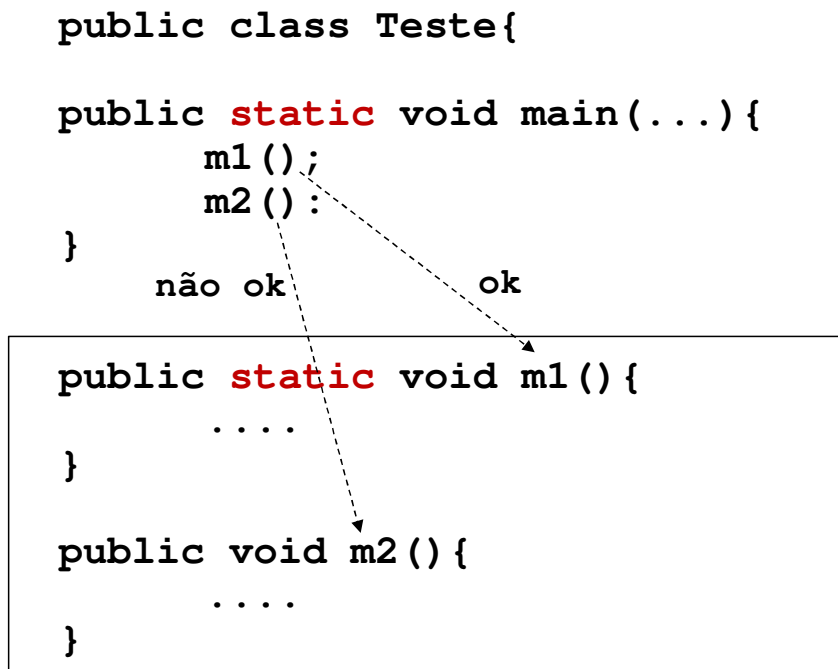 public class Teste{
public static void main(...){
m1();
m2():
}
não ok ok
public static void m1(){
....
}
public void m2(){
....
}